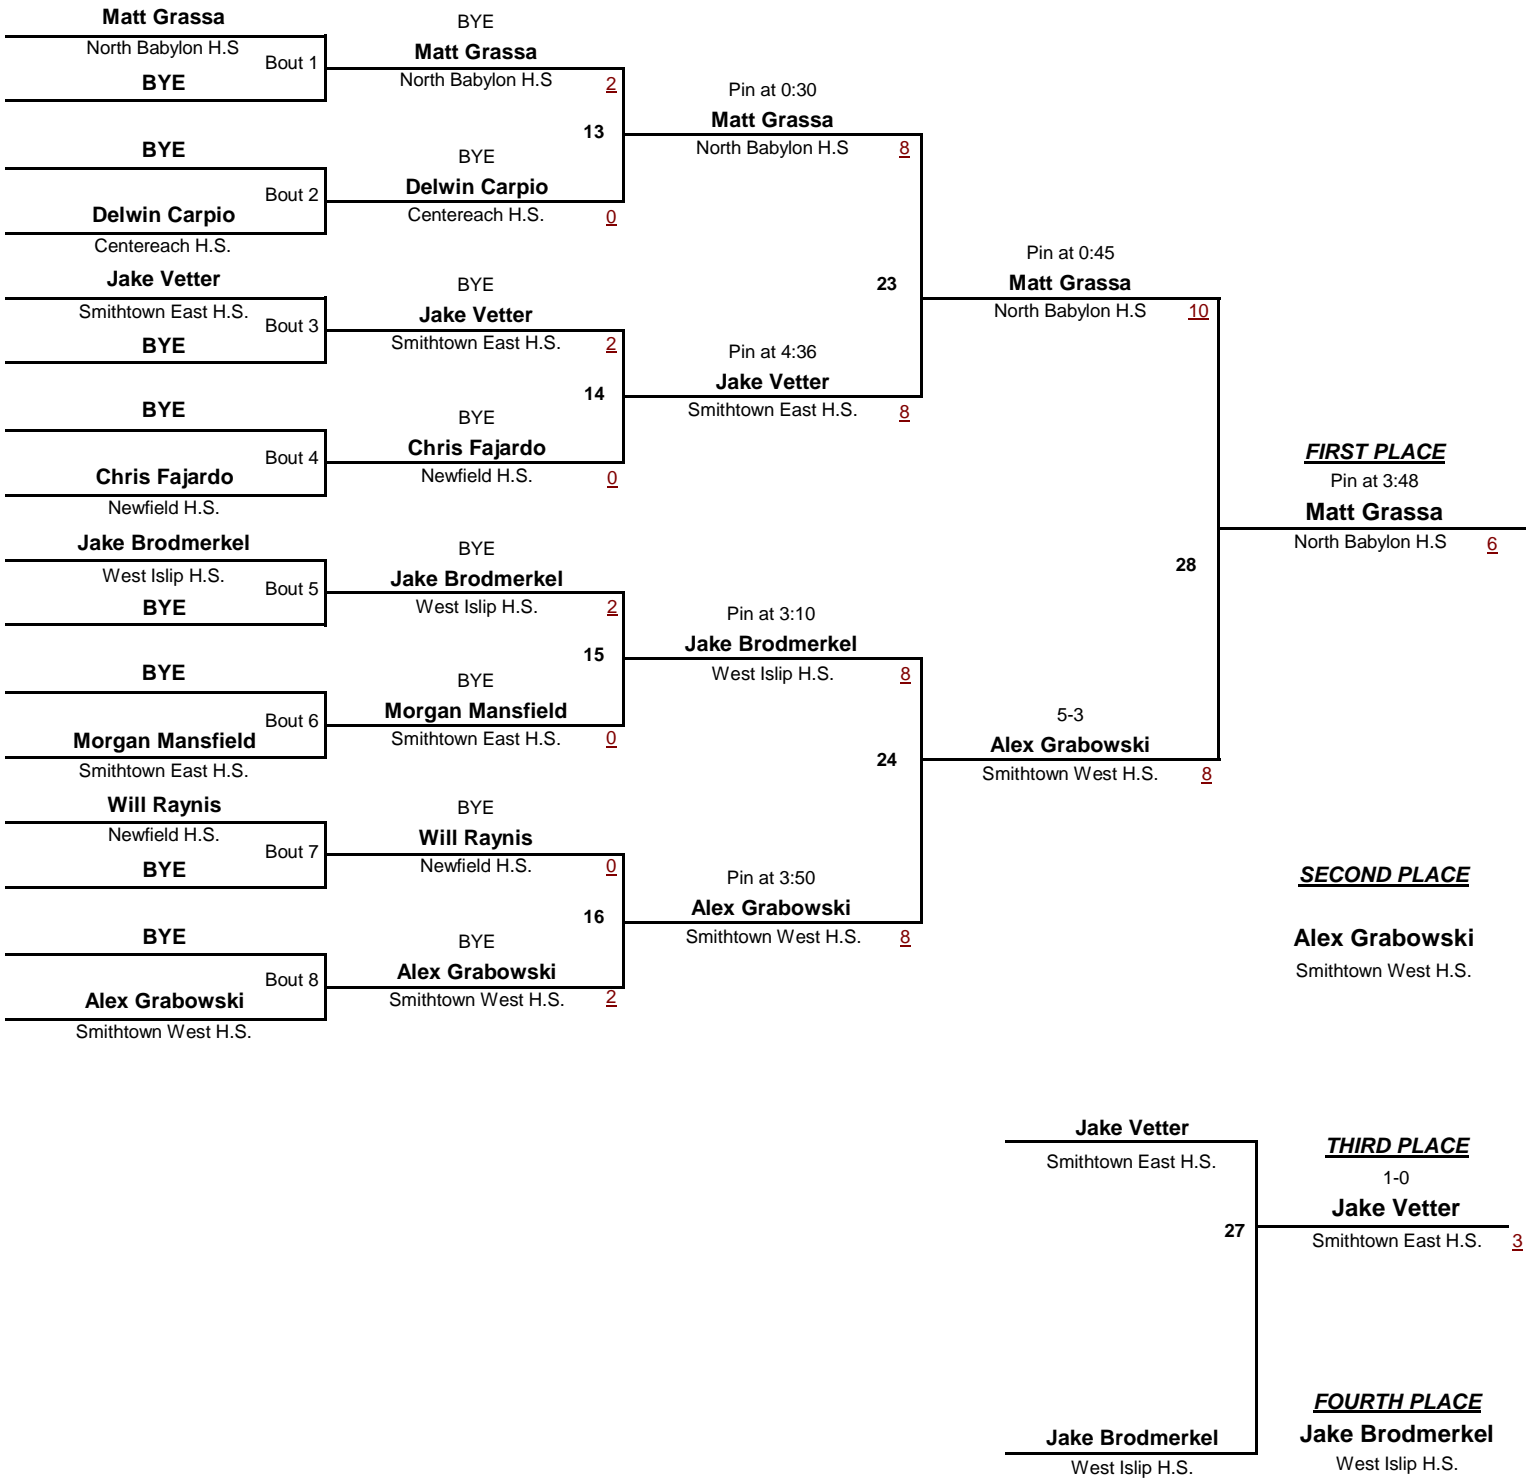 Matt Grassa
North Babylon H.S
Bout 1
BYE
BYE
Bout 2
Delwin Carpio
Centereach H.S.
Jake Vetter
Smithtown East H.S.
Bout 3
BYE
BYE
Bout 4
Chris Fajardo
Newfield H.S.
Jake Brodmerkel
West Islip H.S.
Bout 5
BYE
BYE
Bout 6
Morgan Mansfield
Smithtown East H.S.
Will Raynis
Newfield H.S.
Bout 7
BYE
BYE
Bout 8
Alex Grabowski
Smithtown West H.S.
BYE
Matt Grassa
North Babylon H.S 2
13
BYE
Delwin Carpio
Centereach H.S. 0
BYE
Jake Vetter
Smithtown East H.S. 2
14
BYE
Chris Fajardo
Newfield H.S. 0
BYE
Jake Brodmerkel
West Islip H.S. 2
15
BYE
Morgan Mansfield
Smithtown East H.S. 0
BYE
Will Raynis
Newfield H.S. 0
16
BYE
Alex Grabowski
Smithtown West H.S. 2
Pin at 0:30
Matt Grassa
North Babylon H.S 8
23
Pin at 4:36
Jake Vetter
Smithtown East H.S. 8
Pin at 3:10
Jake Brodmerkel
West Islip H.S. 8
24
Pin at 3:50
Alex Grabowski
Smithtown West H.S. 8
Pin at 0:45
Matt Grassa
North Babylon H.S 10
28
5-3
Alex Grabowski
Smithtown West H.S. 8
FIRST PLACE
Pin at 3:48
Matt Grassa
North Babylon H.S 6
SECOND PLACE
Alex Grabowski
Smithtown West H.S.
Jake Vetter
Smithtown East H.S.
27
Jake Brodmerkel
West Islip H.S.
THIRD PLACE
1-0
Jake Vetter
Smithtown East H.S. 3
FOURTH PLACE
Jake Brodmerkel
West Islip H.S.